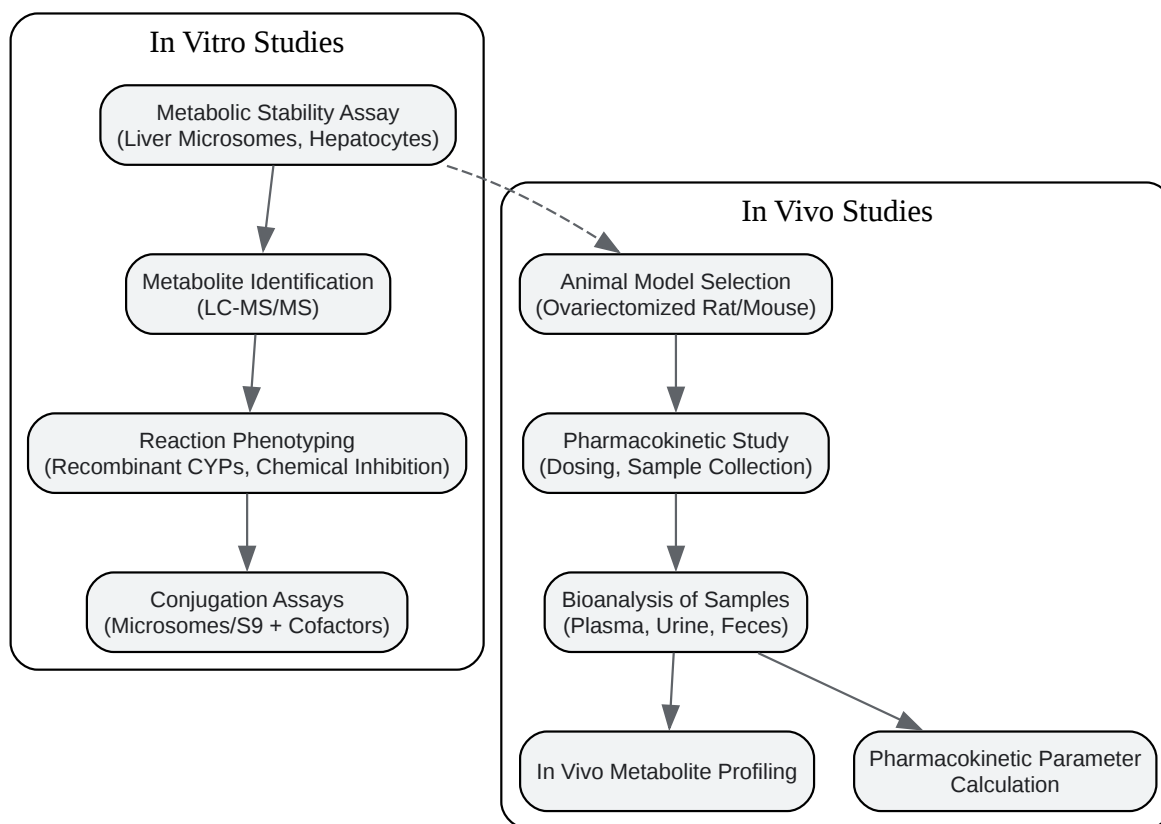 In Vitro Studies
Metabolic Stability Assay
(Liver Microsomes, Hepatocytes)
Metabolite Identification
(LC-MS/MS)
Reaction Phenotyping
(Recombinant CYPs, Chemical Inhibition)
Conjugation Assays
(Microsomes/S9 + Cofactors)
In Vivo Studies
Animal Model Selection
(Ovariectomized Rat/Mouse)
Pharmacokinetic Study
(Dosing, Sample Collection)
Bioanalysis of Samples
(Plasma, Urine, Feces)
In Vivo Metabolite Profiling
Pharmacokinetic Parameter
Calculation